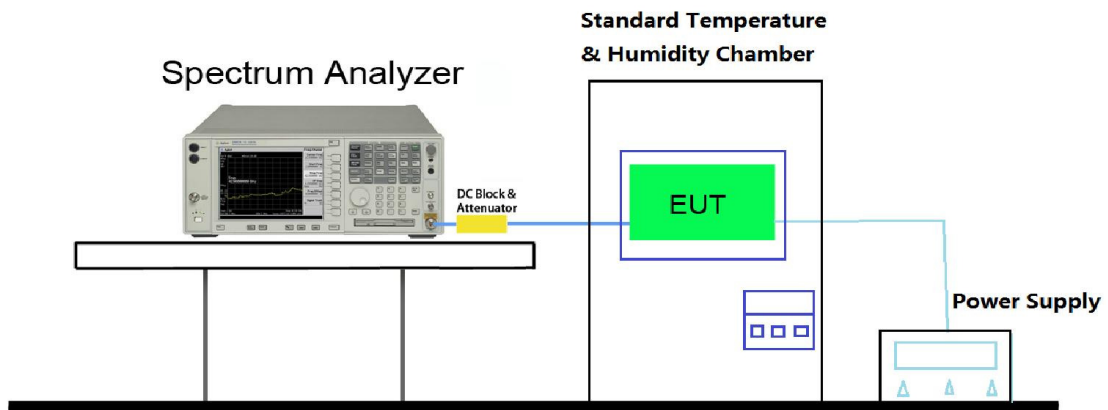 Standard Temperature
& Humidity Chamber
Spectrum Analyzer
DC Block &
Attenuator
EUT
Power Supply